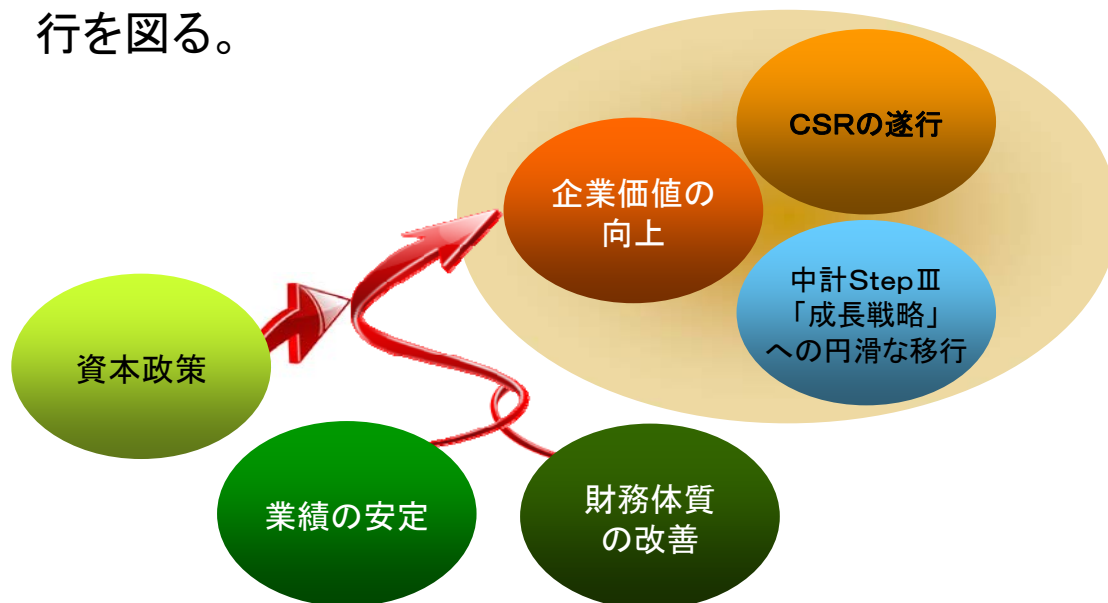 行を図る。
CSRの遂行
企業価値の
向上
中計StepⅢ
「成長戦略」
への円滑な移行
資本政策
業績の安定
財務体質
の改善